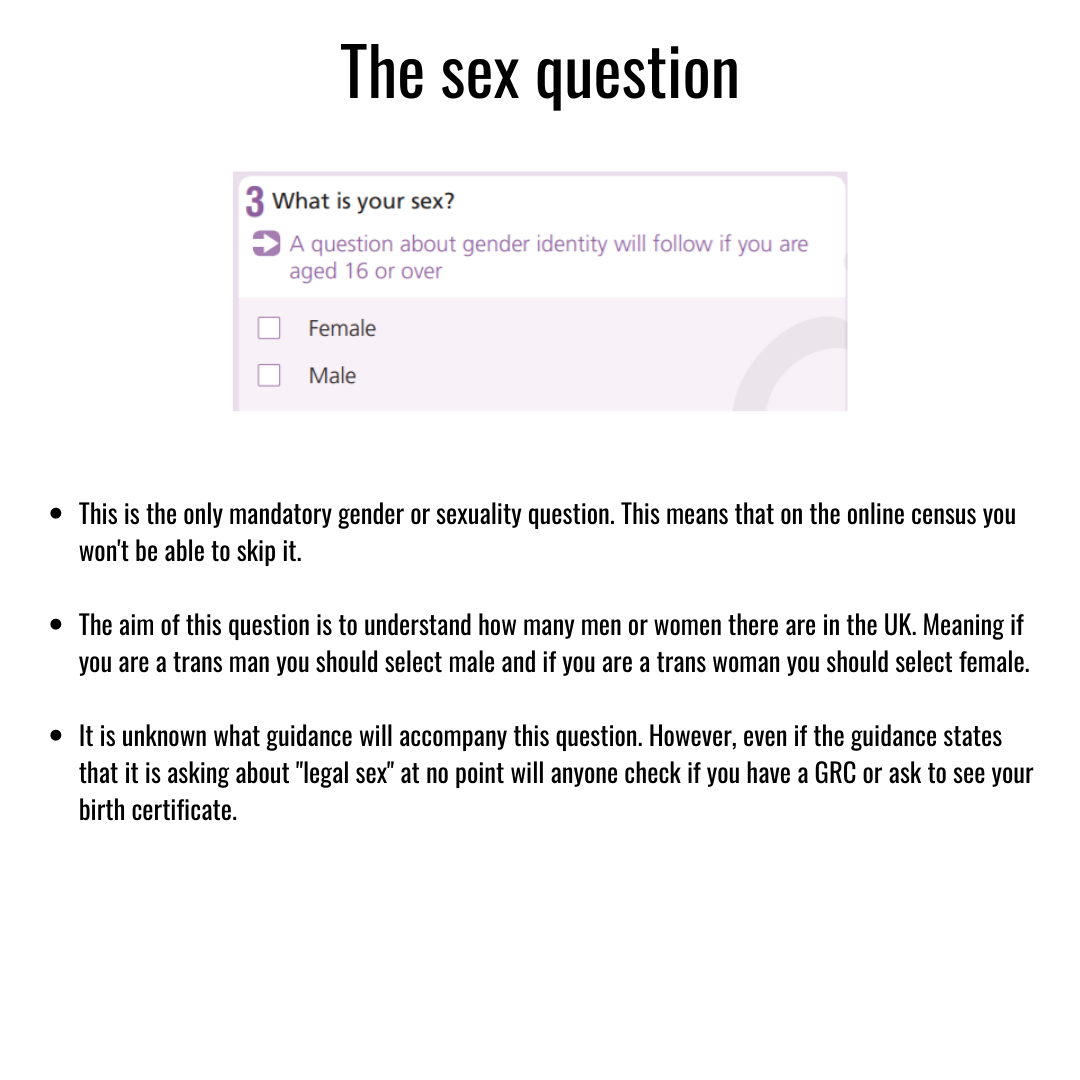 The sex question
3 What is your sex?
A question about gender identity will follow if you are
aged 16 or over
Female
Male
• This is the only mandatory gender or sexuality question. This means that on the online census you
won't be able to skip it.
• The aim of this question is to understand how many men or women there are in the UK. Meaning if
you are a trans man you should select male and if you are a trans woman you should select female.
• It is unknown what guidance will accompany this question. However, even if the guidance states
that it is asking about "legal sex" at no point will anyone check if you have a GRC or ask to see your
birth certificate.